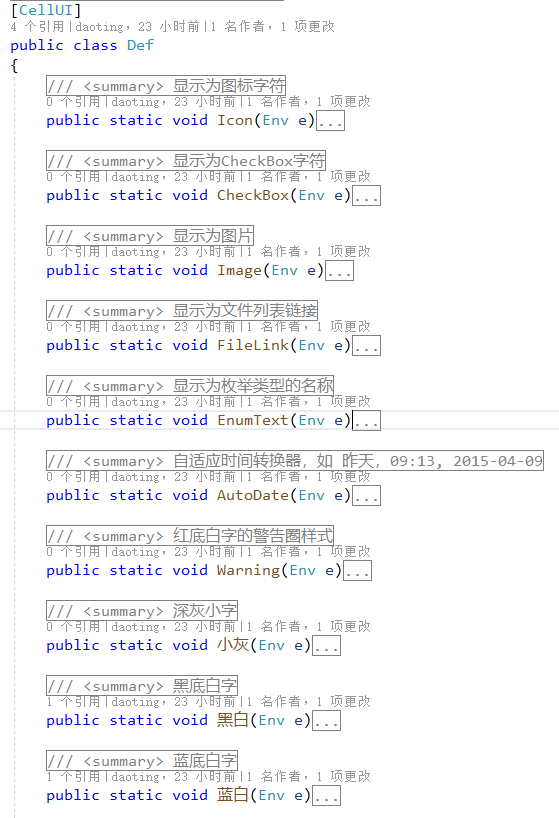 [CellUI]
4 个引用|daoting，23 小时前|1 名作者，1 项更改
public class Def
{
/// <summary> 显示为图标字符
0 个引用|daoting，23 小时前|1 名作者，1 项更改
public static void Icon(Env e)...
/// <summary> 显示为CheckBox字符
0 个引用|daoting，23 小时前|1 名作者，1 项更改
public static void CheckBox(Env e)...
/// <summary> 显示为图片
0 个引用|daoting，23 小时前|1 名作者，1 项更改
public static void Image(Env e)...
/// <summary> 显示为文件列表链接
0 个引用|daoting，23 小时前|1 名作者，1 项更改
public static void FileLink(Env e)...
/// <summary> 显示为枚举类型的名称
0 个引用|daoting，23 小时前|1 名作者，1 项更改
public static void EnumText(Env e)...
/// <summary> 自适应时间转换器，如 昨天，09:13, 2015-04-09
0 个引用|daoting，23 小时前|1 名作者，1 项更改
public static void AutoDate(Env e)...
/// <summary> 红底白字的警告圈样式
0 个引用|daoting，23 小时前|1 名作者，1 项更改
public static void Warning(Env e)...
/// <summary> 深灰小字
0 个引用|daoting，23 小时前|1 名作者，1 项更改
public static void 小灰(Env e)...
/// <summary> 黑底白字
1 个引用|daoting，23 小时前|1 名作者，1 项更改
public static void 黑白(Env e)...
/// <summary> 蓝底白字
1 个引用|daoting，23 小时前|1 名作者，1 项更改
public static void 蓝白(Env e)...